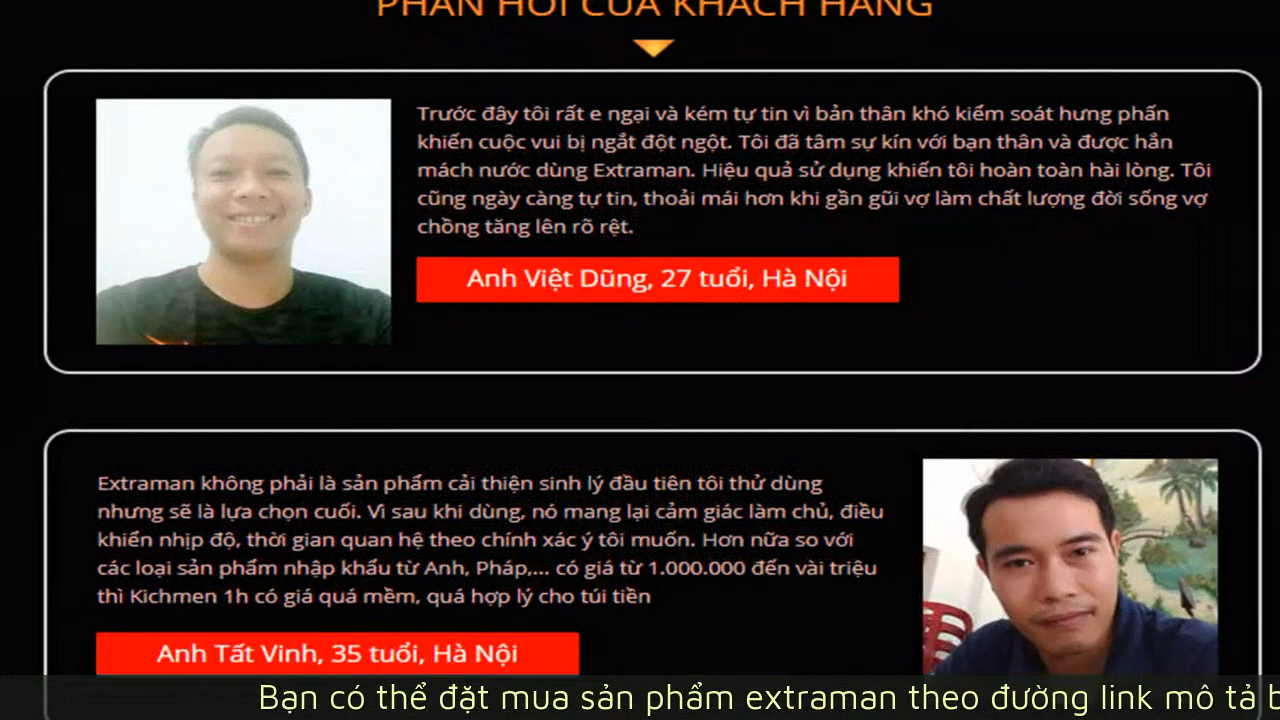 PHẢN HỒI CỦA KHÁCH HÀNG
Trước đây tôi rất e ngại và kém tự tin vì bản thân khó kiểm soát hưng phấn
khiến cuộc vui bị ngắt đột ngột. Tôi đã tâm sự kín với bạn thân và được hắn
mách nước dùng Extraman. Hiệu quả sử dụng khiến tôi hoàn toàn hài lòng. Tôi
cũng ngày càng tự tin, thoải mái hơn khi gần gũi vợ làm chất lượng đời sống vợ
chồng tăng lên rõ rệt.
Anh Việt Dũng, 27 tuổi, Hà Nội
Extraman không phải là sản phẩm cải thiện sinh lý đầu tiên tôi thử dùng
nhưng sẽ là lựa chọn cuối. Vì sau khi dùng, nó mang lại cảm giác làm chủ, điều
khiển nhịp độ, thời gian quan hệ theo chính xác ý tôi muốn. Hơn nữa so với
các loại sản phẩm nhập khẩu từ Anh, Pháp,... có giá từ 1.000.000 đến vài triệu
thì Kichmen 1h có giá quá mềm, quá hợp lý cho túi tiền
Anh Tất Vinh, 35 tuổi, Hà Nội
Bạn có thể đặt mua sản phẩm extraman theo đường link mô tả b